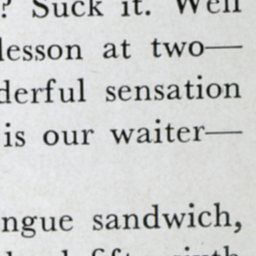 ? Suck it. Well
lesson at two—
derful sensation
is our waiter—
ngue sandwich,